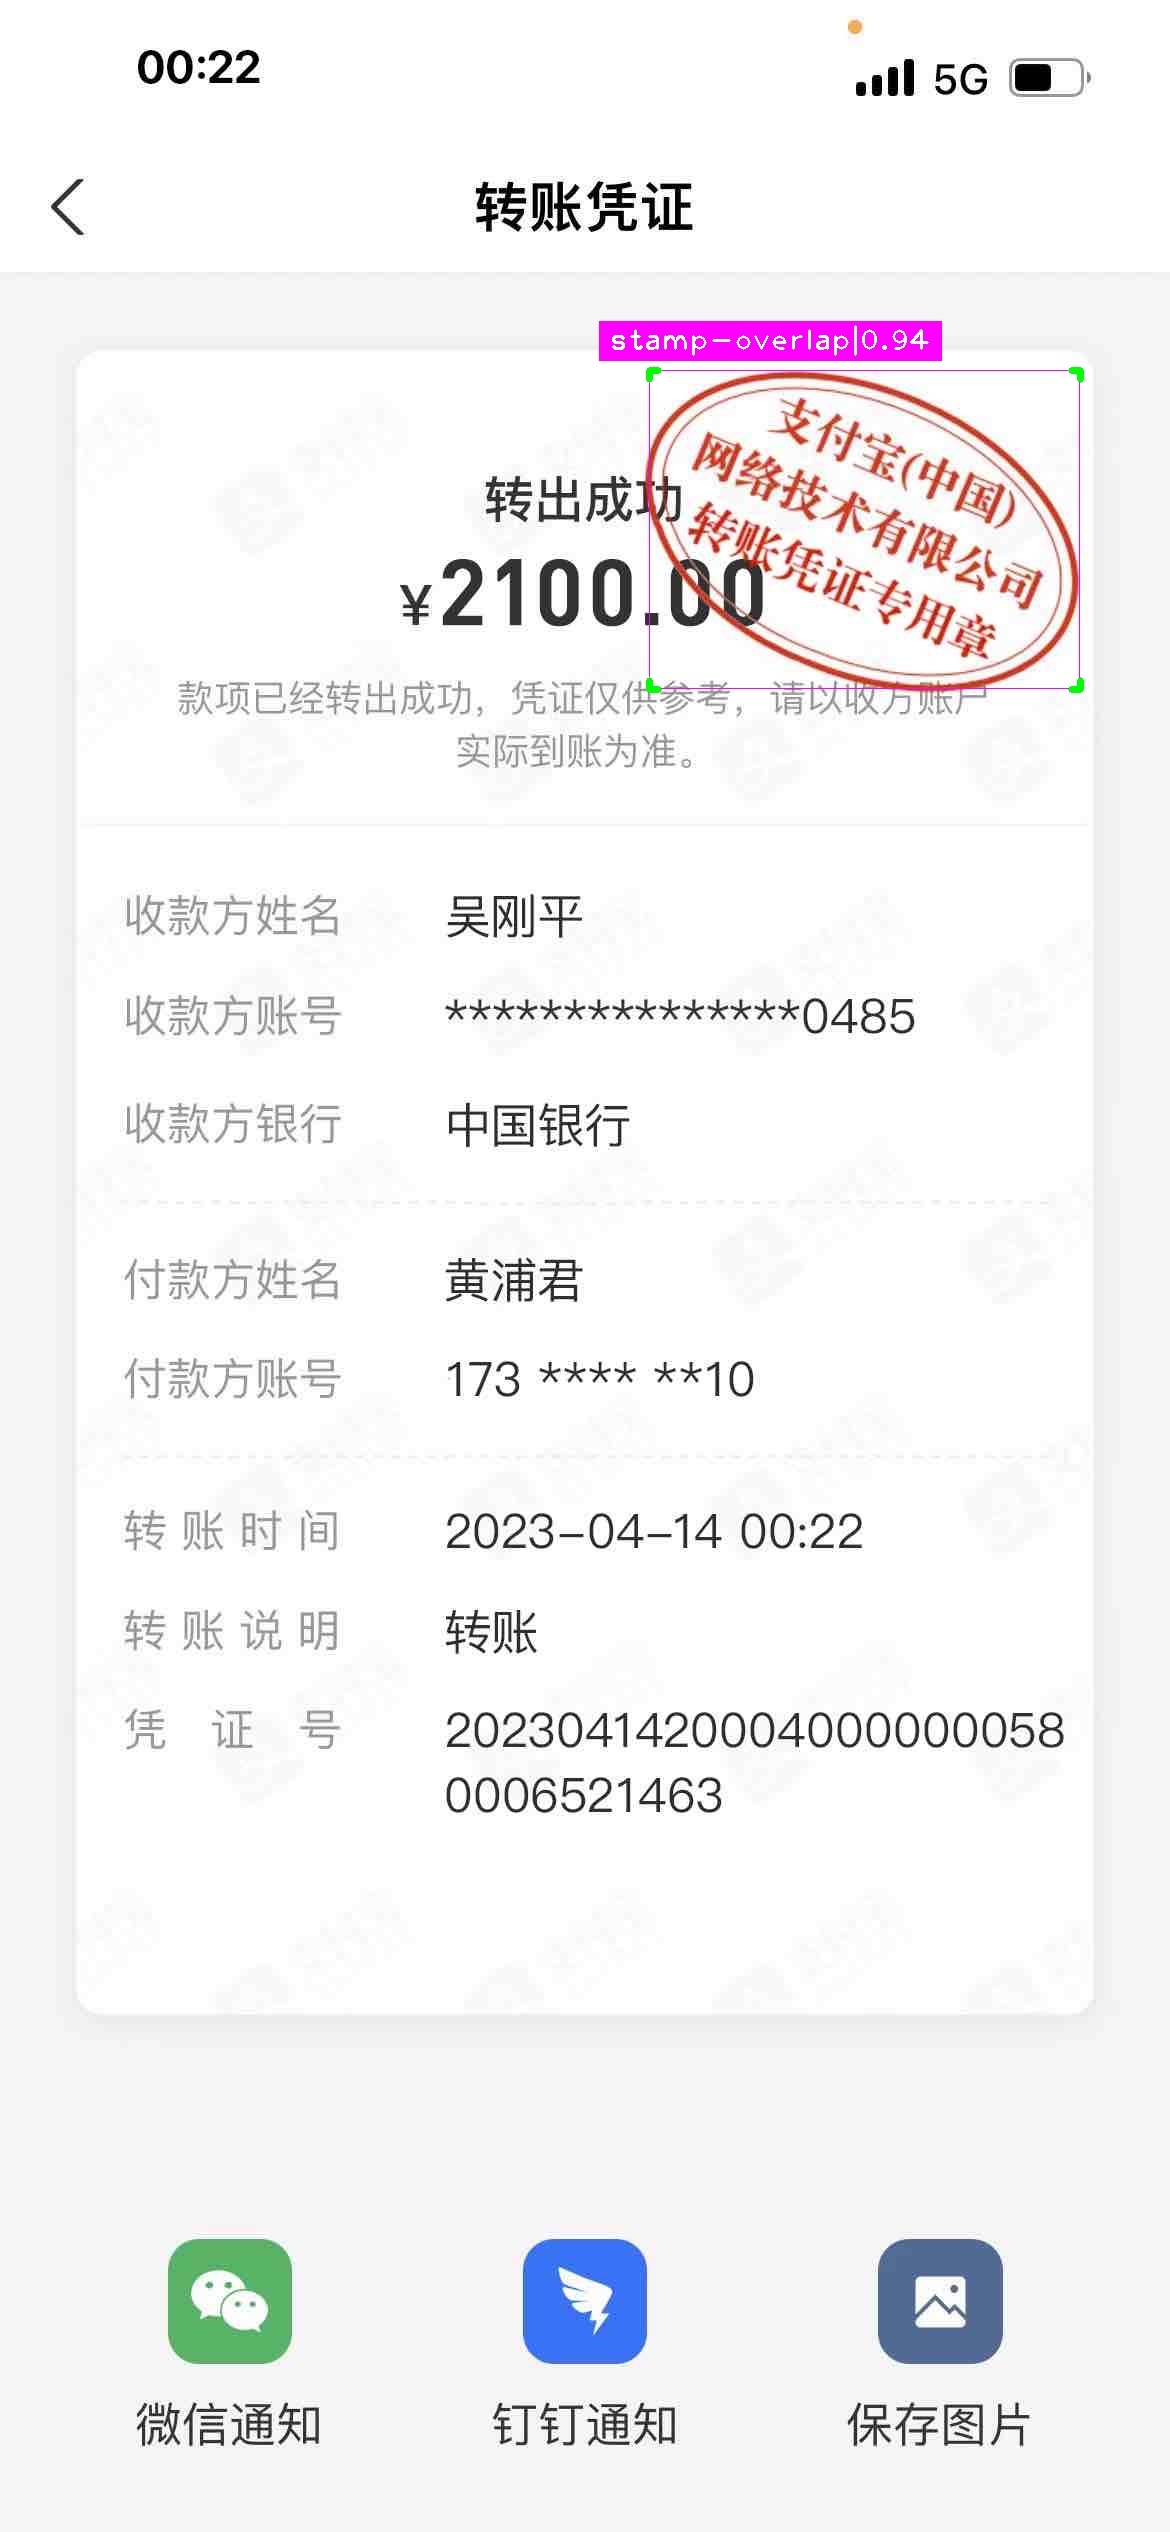 00:22
5G
转账凭证
stamp-overlap|0.94
支付宝(中国)
网络技术有限公司
转账凭证专用章
转出成功
¥2100.00
款项已经转出成功，凭证仅供参考，请以收方账户
实际到账为准。
收款方姓名 吴刚平
收款方账号 ***************0485
收款方银行 中国银行
付款方姓名 黄浦君
付款方账号 173 **** **10
转账时间 2023-04-14 00:22
转账说明 转账
凭证号 20230414200040000000058
0006521463
微信通知 钉钉通知 保存图片